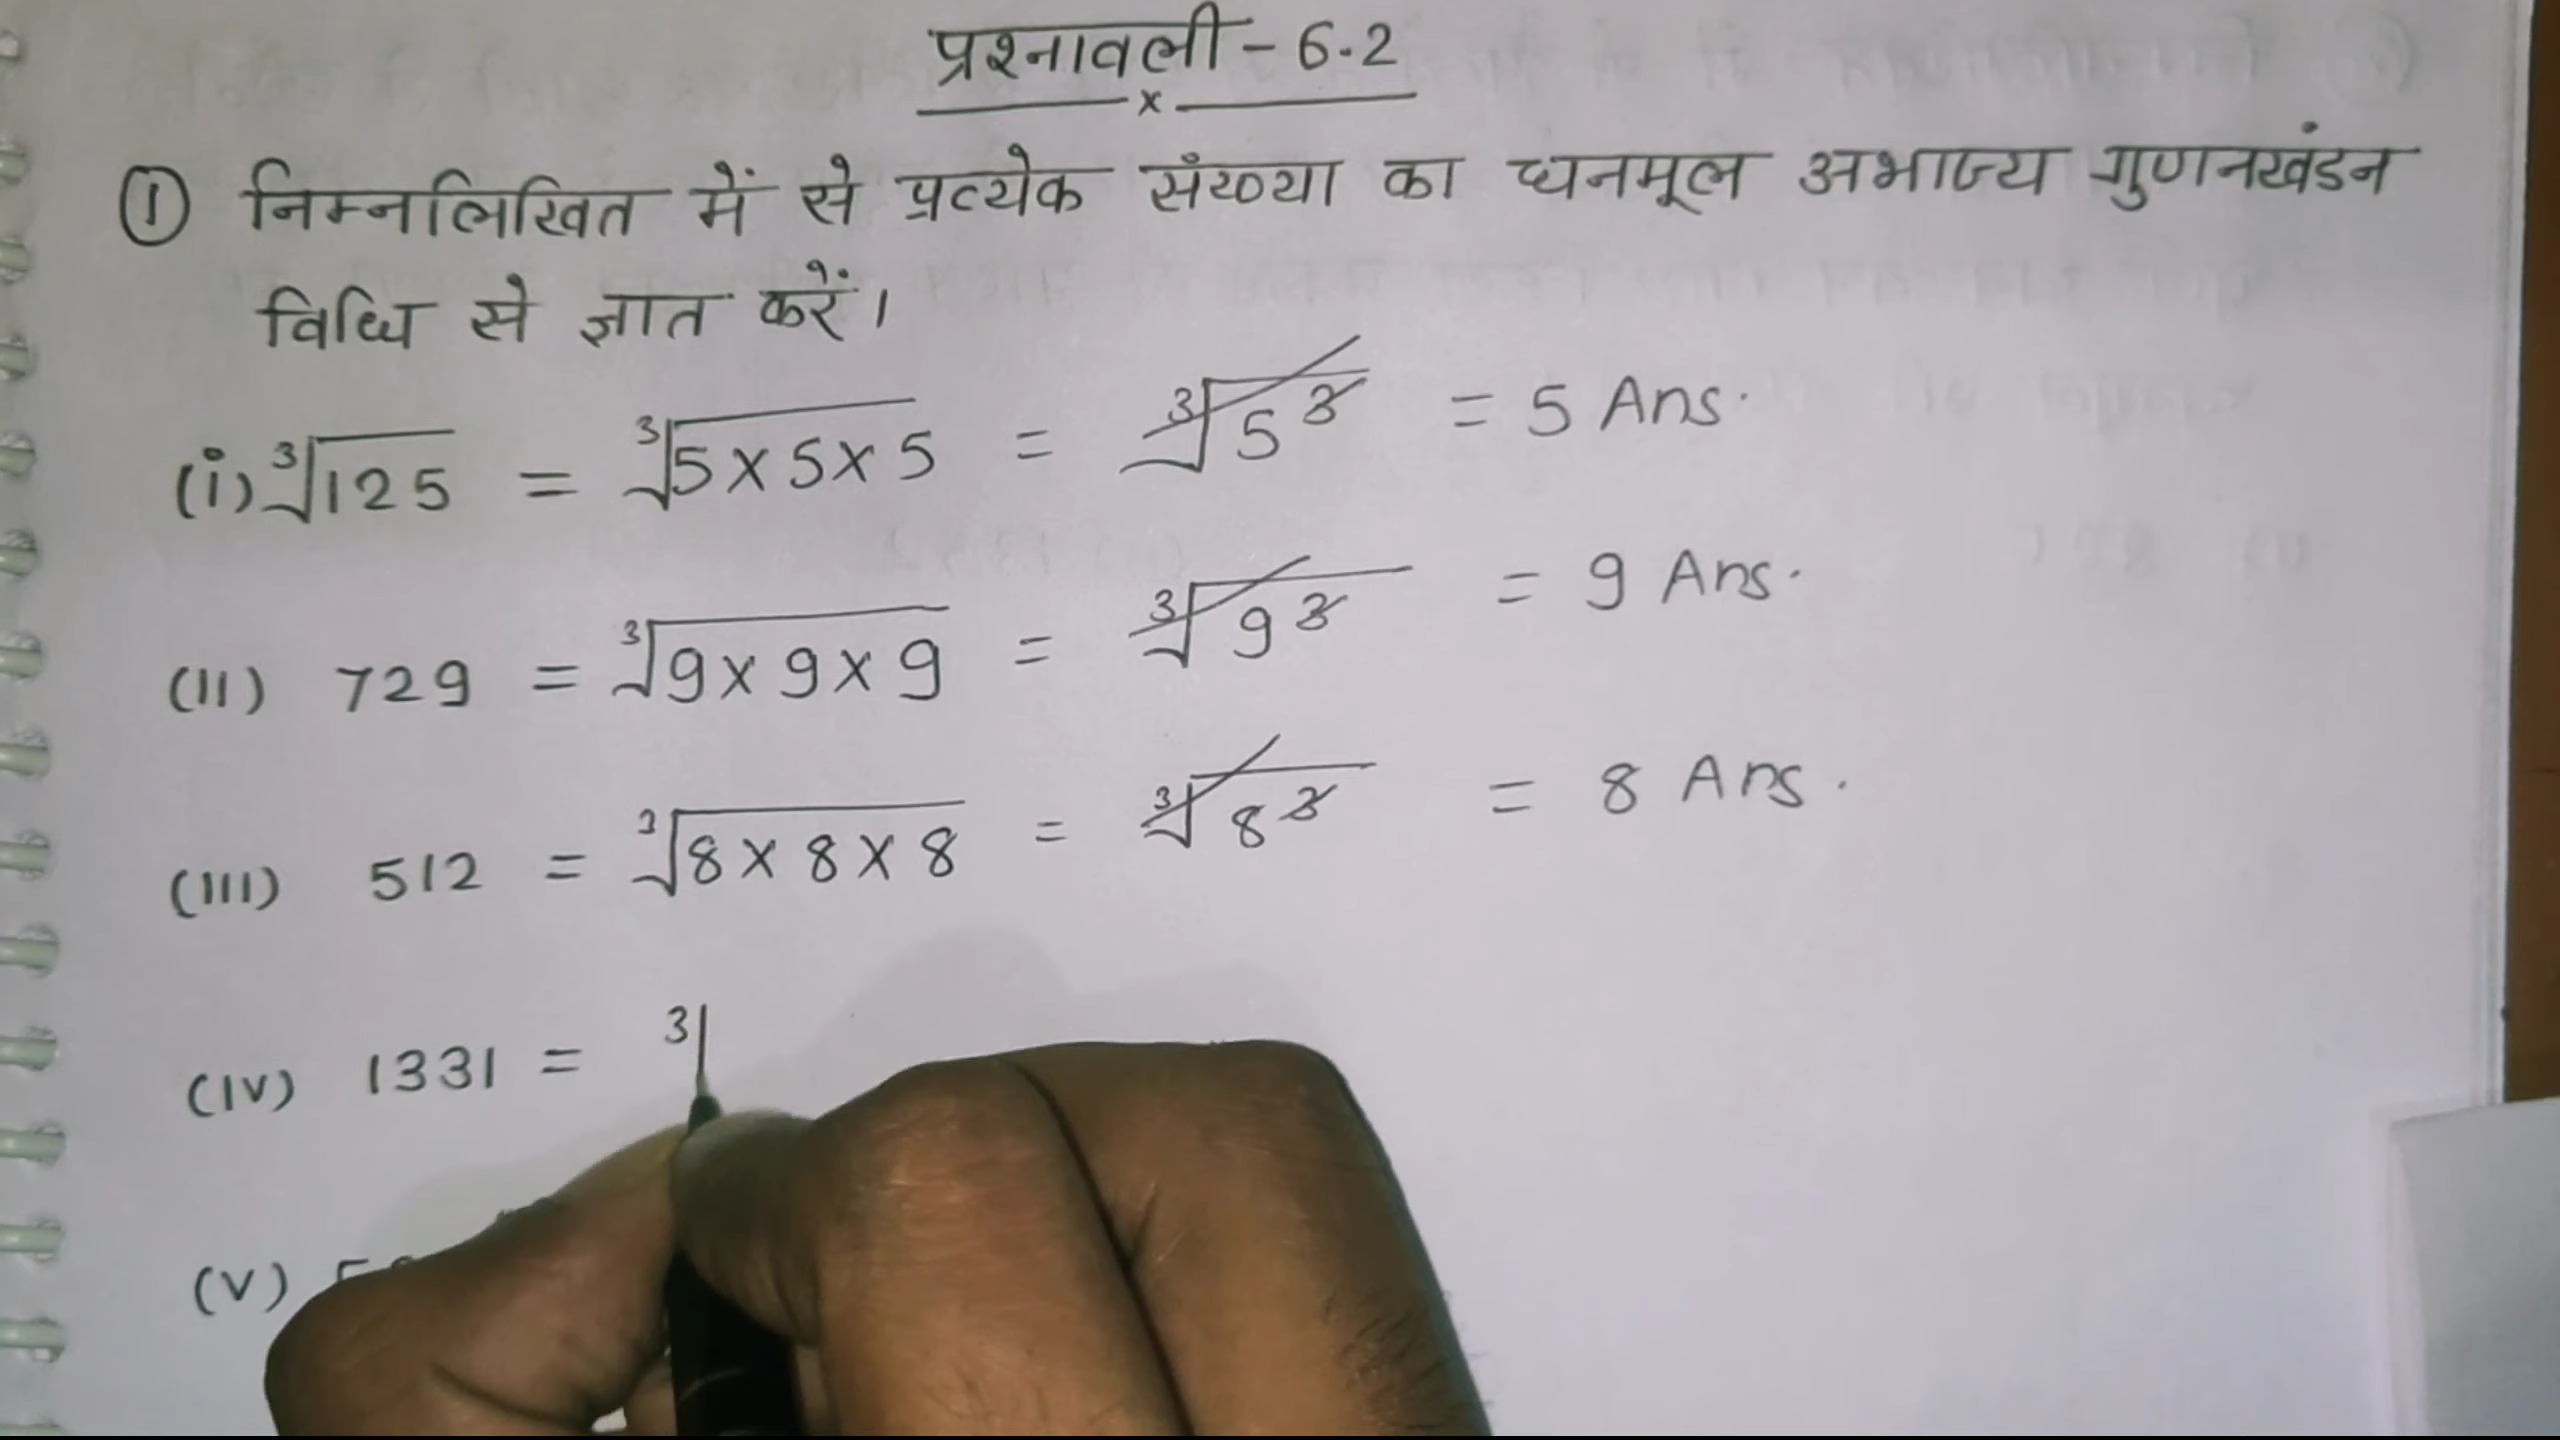 प्रश्नावली - 6.2
x
① निम्नलिखित में से प्रत्येक संख्या का घनमूल अभाज्य गुणनखंडन
विधि से ज्ञात करें।
(i) ∛125 = ∛5×5×5 = ∛5³ = 5 Ans.
(II) 729 = ∛9×9×9 = ∛9³ = 9 Ans.
(III) 512 = ∛8×8×8 = ∛8³ = 8 Ans.
(IV) 1331 = 3
(V)